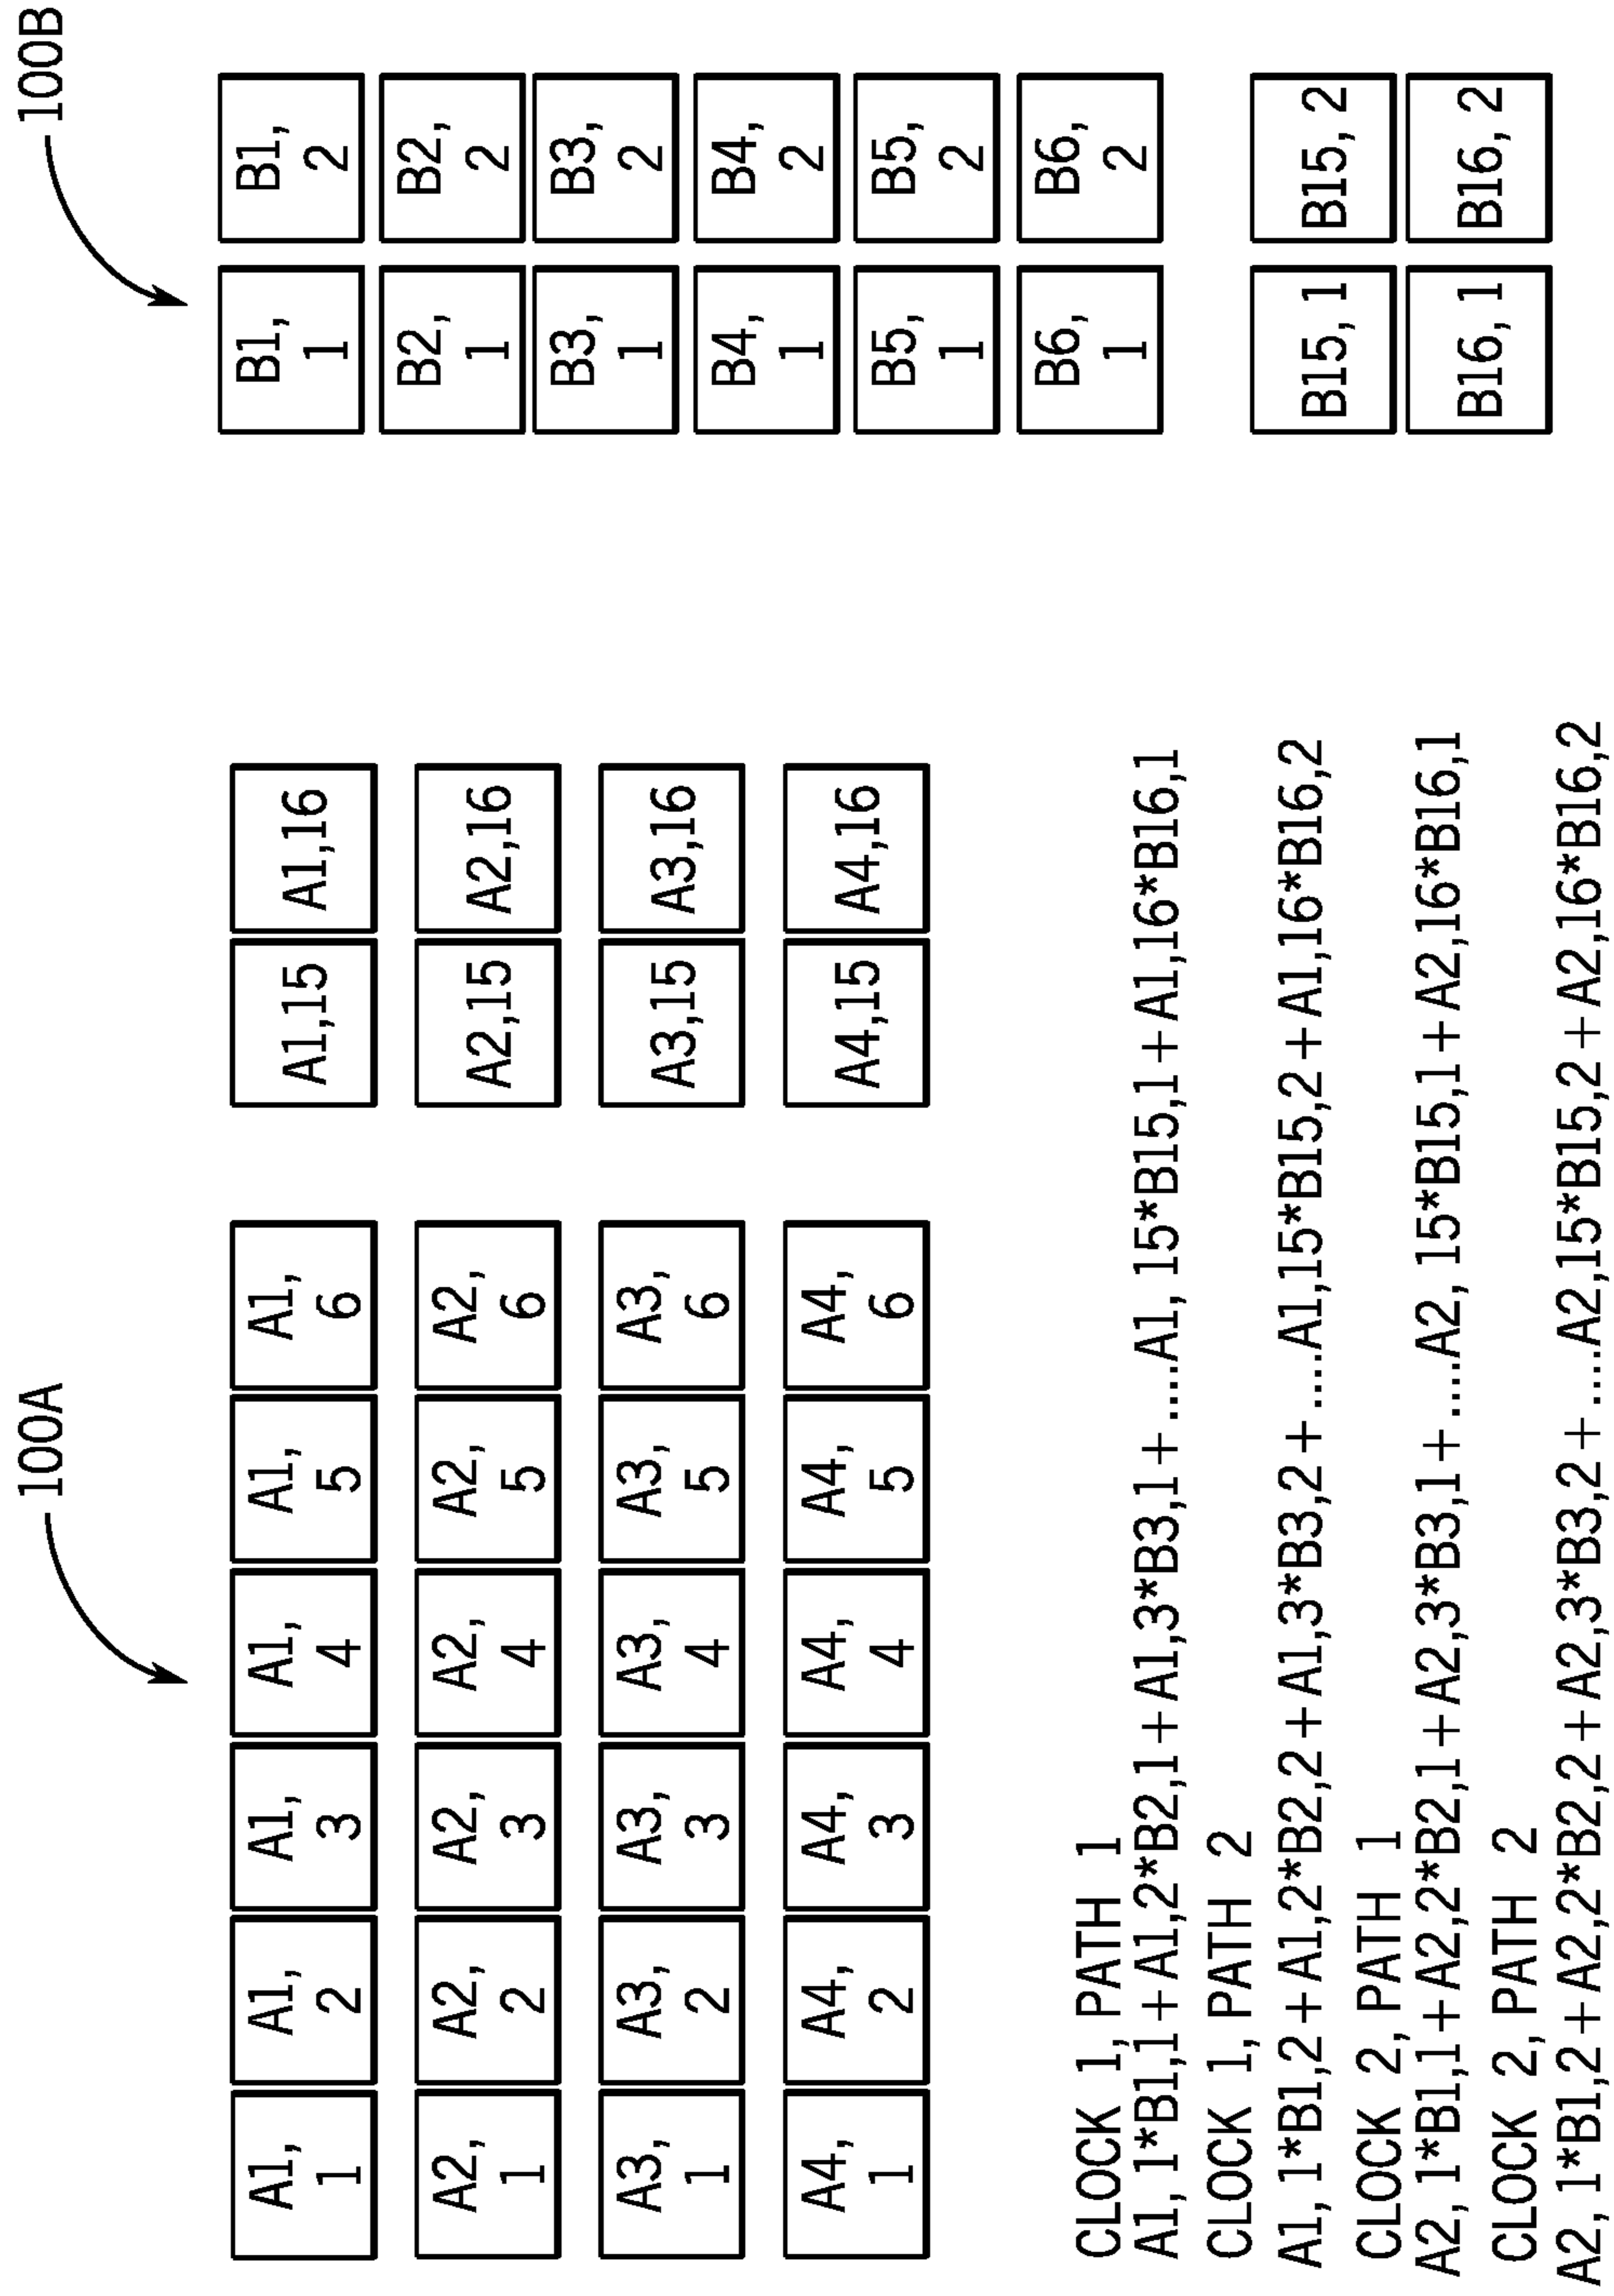 100A
100B
A1, 1 A1, 2 A1, 3 A1, 4 A1, 5 A1, 6 A1,15 A1,16
A2, 1 A2, 2 A2, 3 A2, 4 A2, 5 A2, 6 A2,15 A2,16
A3, 1 A3, 2 A3, 3 A3, 4 A3, 5 A3, 6 A3,15 A3,16
A4, 1 A4, 2 A4, 3 A4, 4 A4, 5 A4, 6 A4,15 A4,16
B1, 1 B1, 2
B2, 1 B2, 2
B3, 1 B3, 2
B4, 1 B4, 2
B5, 1 B5, 2
B6, 1 B6, 2
B15, 1 B15, 2
B16, 1 B16, 2
CLOCK 1, PATH 1
A1, 1*B1,1+A1,2*B2,1+A1,3*B3,1+....A1, 15*B15,1+A1,16*B16,1
CLOCK 1, PATH 2
A1, 1*B1,2+A1,2*B2,2+A1,3*B3,2+....A1,15*B15,2+A1,16*B16,2
CLOCK 2, PATH 1
A2, 1*B1,1+A2,2*B2,1+A2,3*B3,1+....A2, 15*B15,1+A2,16*B16,1
CLOCK 2, PATH 2
A2, 1*B1,2+A2,2*B2,2+A2,3*B3,2+....A2,15*B15,2+A2,16*B16,2